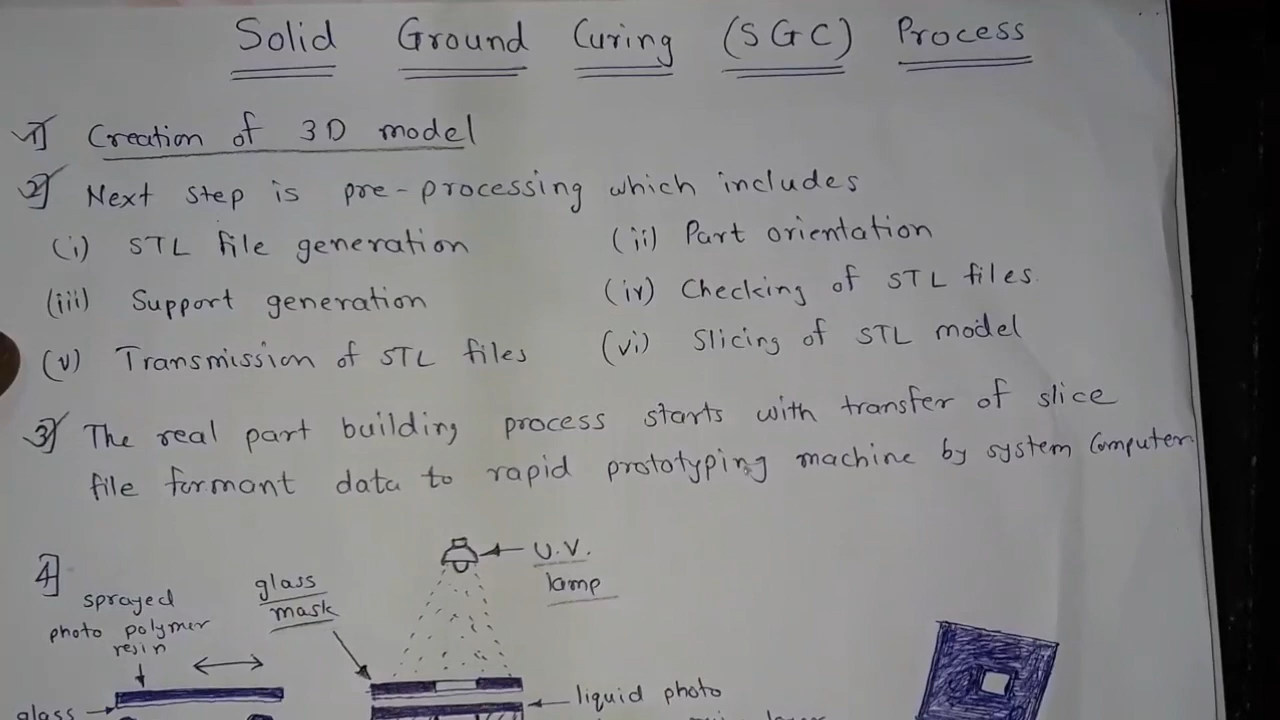 Solid Ground Curing (SGC) Process
1) Creation of 3D model
2) Next step is pre-processing which includes
(i) STL file generation (ii) Part orientation
(iii) Support generation (iv) Checking of STL files.
(v) Transmission of STL files (vi) Slicing of STL model
3) The real part building process starts with transfer of slice
file formant data to rapid prototyping machine by system Computer
4)
sprayed
photo polymer
resin
glass
mask
U.V.
lamp
liquid photo
glass